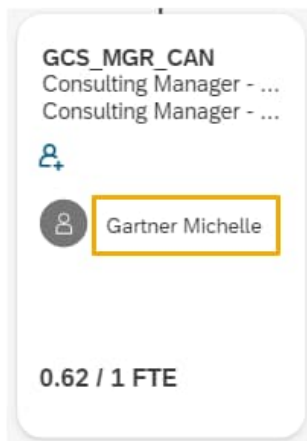 GCS_MGR_CAN
Consulting Manager - ...
Consulting Manager - ...
Gartner Michelle
0.62 / 1 FTE